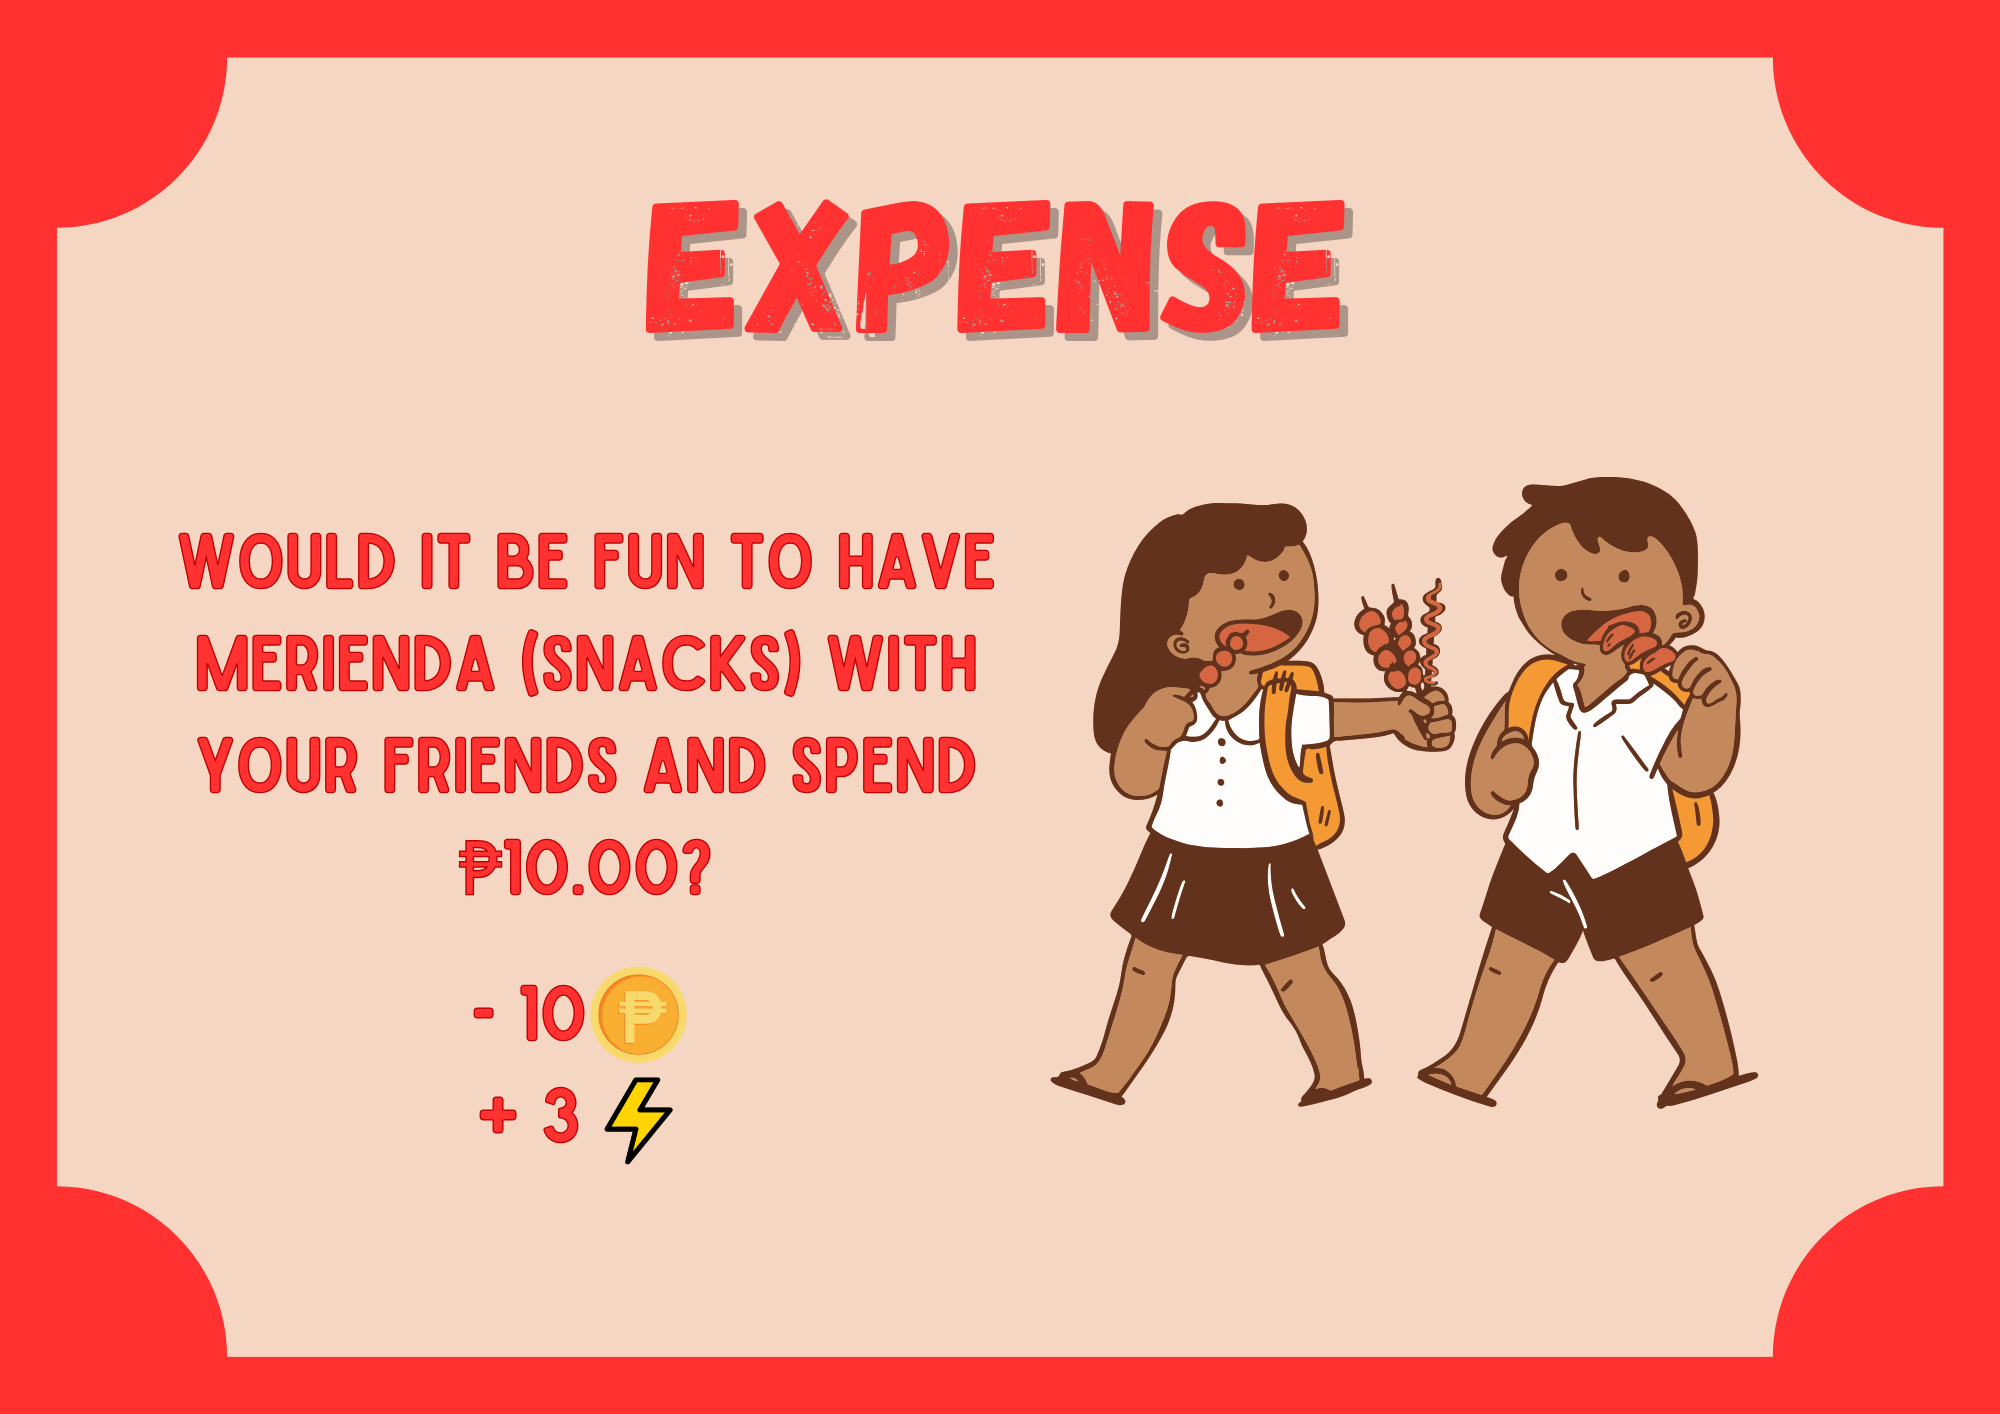 EXPENSE
WOULD IT BE FUN TO HAVE
MERIENDA (SNACKS) WITH
YOUR FRIENDS AND SPEND
₱10.00?
- 10 ₱
+ 3